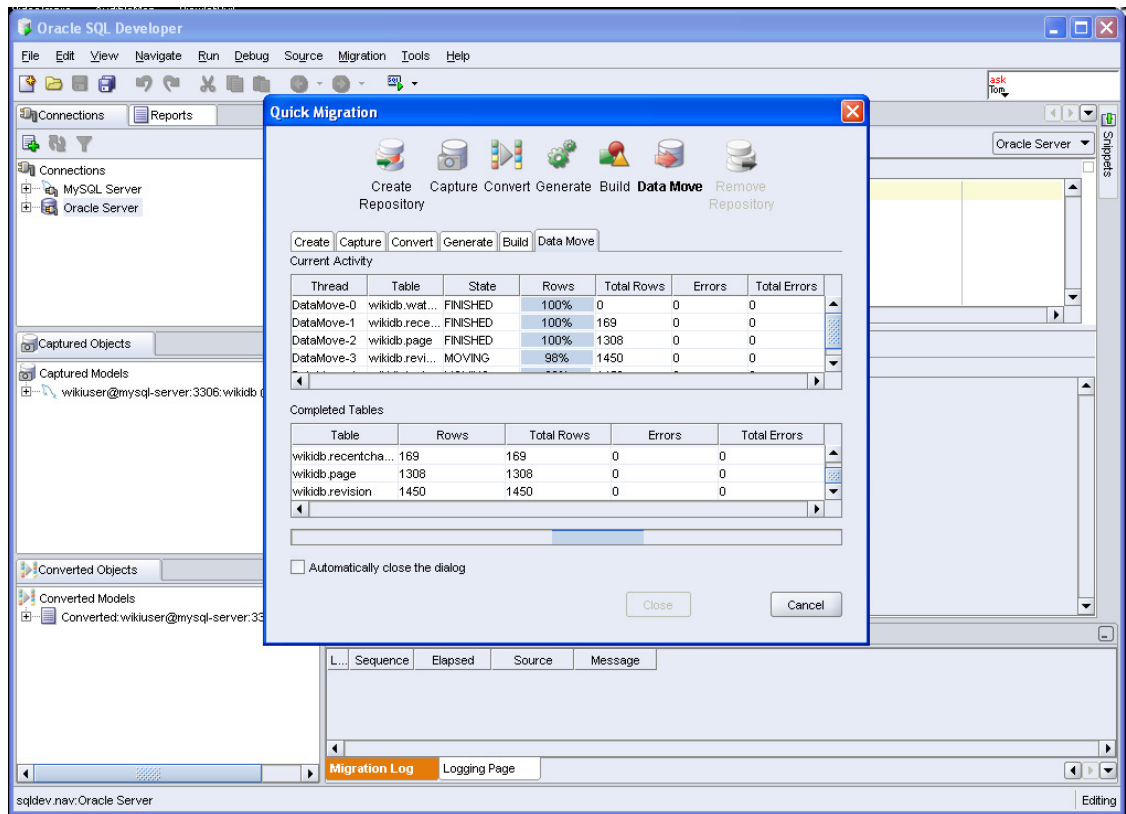 Oracle SQL Developer
File Edit View Navigate Run Debug Source Migration Tools Help
ask
Tom
Connections Reports
Oracle Server
Snippets
Connections
MySQL Server
Oracle Server
Quick Migration
Create Repository Capture Convert Generate Build Data Move Remove Repository
Create Capture Convert Generate Build Data Move
Current Activity
Thread Table State Rows Total Rows Errors Total Errors
DataMove-0 wikidb.wat... FINISHED 100% 0 0 0
DataMove-1 wikidb.rece... FINISHED 100% 169 0 0
DataMove-2 wikidb.page FINISHED 100% 1308 0 0
DataMove-3 wikidb.revi... MOVING 98% 1450 0 0
Completed Tables
Table Rows Total Rows Errors Total Errors
wikidb.recentcha... 169 169 0 0
wikidb.page 1308 1308 0 0
wikidb.revision 1450 1450 0 0
Automatically close the dialog
Close Cancel
Captured Objects
Captured Models
wikiuser@mysql-server:3306:wikidb (
Converted Objects
Converted Models
Converted:wikiuser@mysql-server:33
L... Sequence Elapsed Source Message
Migration Log Logging Page
sqldev.nav:Oracle Server Editing